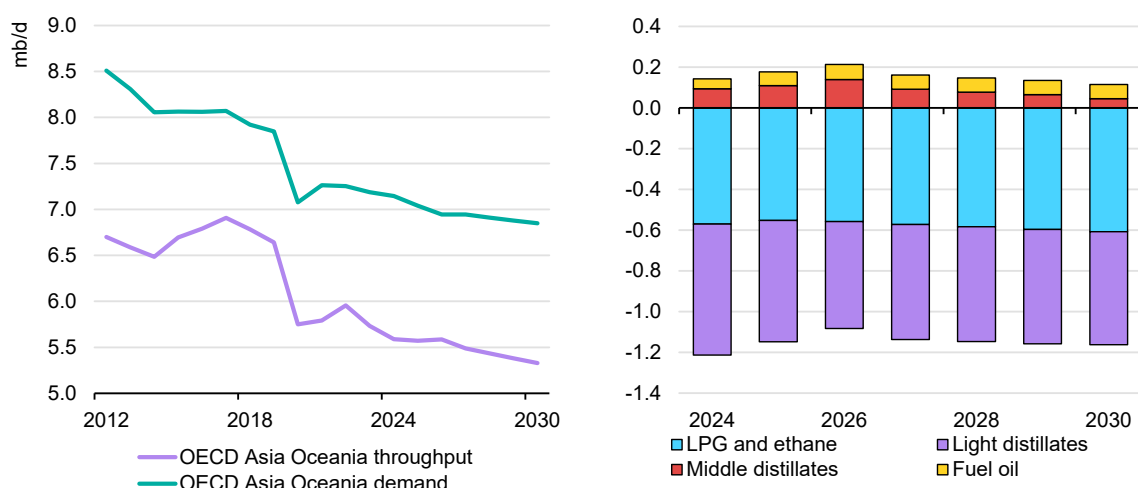 mb/d
9.0
8.5
8.0
7.5
7.0
6.5
6.0
5.5
5.0
2012 2018 2024 2030
OECD Asia Oceania throughput
OECD Asia Oceania demand
0.4
0.2
0.0
-0.2
-0.4
-0.6
-0.8
-1.0
-1.2
-1.4
2024 2026 2028 2030
LPG and ethane Light distillates
Middle distillates Fuel oil